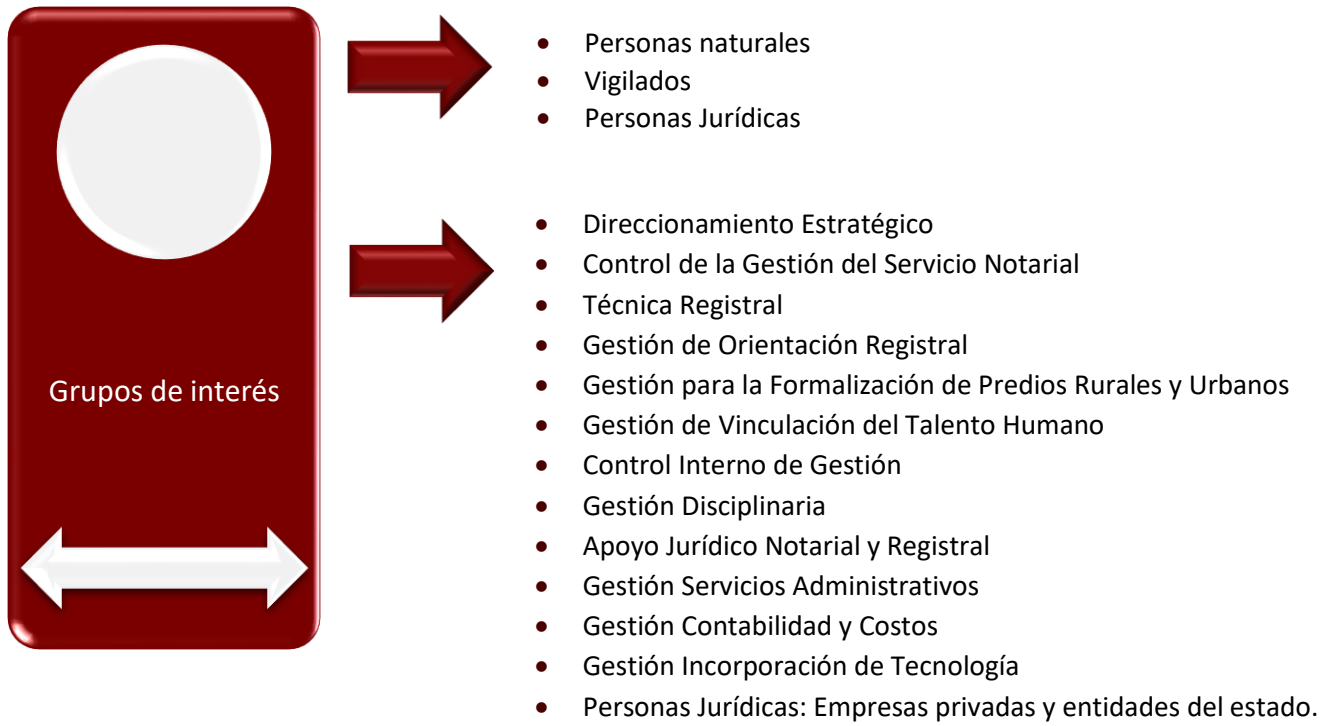 Grupos de interés
• Personas naturales
• Vigilados
• Personas Jurídicas
• Direccionamiento Estratégico
• Control de la Gestión del Servicio Notarial
• Técnica Registral
• Gestión de Orientación Registral
• Gestión para la Formalización de Predios Rurales y Urbanos
• Gestión de Vinculación del Talento Humano
• Control Interno de Gestión
• Gestión Disciplinaria
• Apoyo Jurídico Notarial y Registral
• Gestión Servicios Administrativos
• Gestión Contabilidad y Costos
• Gestión Incorporación de Tecnología
• Personas Jurídicas: Empresas privadas y entidades del estado.